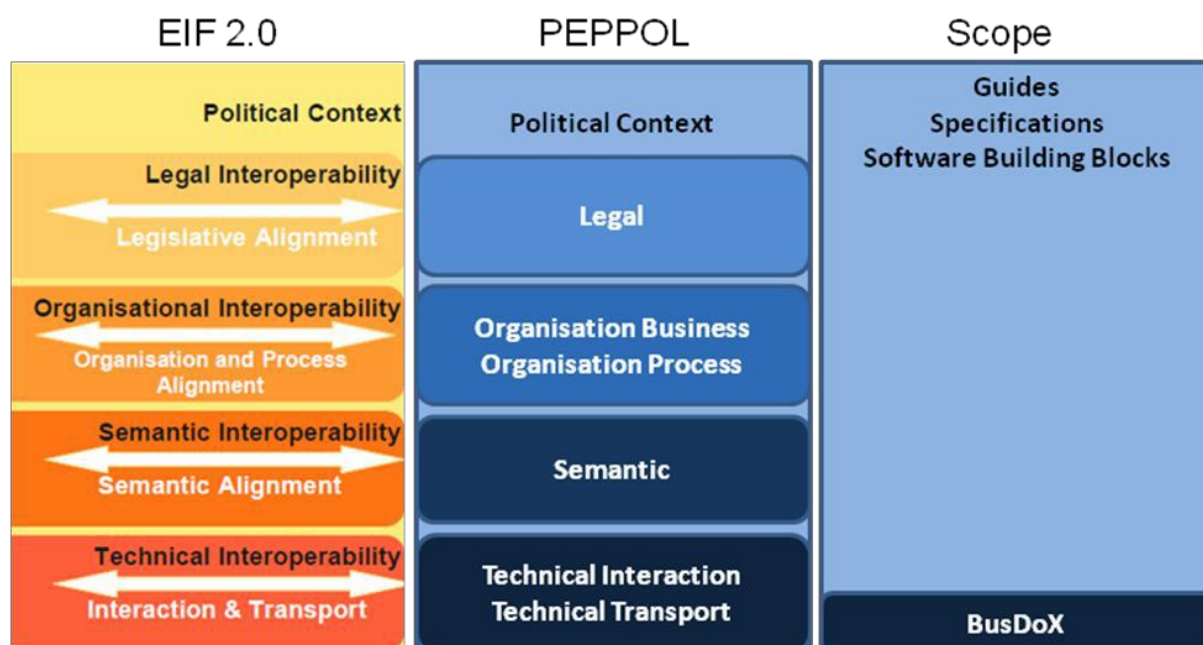 EIF 2.0
PEPPOL
Scope
Political Context
Legal Interoperability
Legislative Alignment
Organisational Interoperability
Organisation and Process
Alignment
Semantic Interoperability
Semantic Alignment
Technical Interoperability
Interaction & Transport
Political Context
Legal
Organisation Business
Organisation Process
Semantic
Technical Interaction
Technical Transport
Guides
Specifications
Software Building Blocks
BusDoX